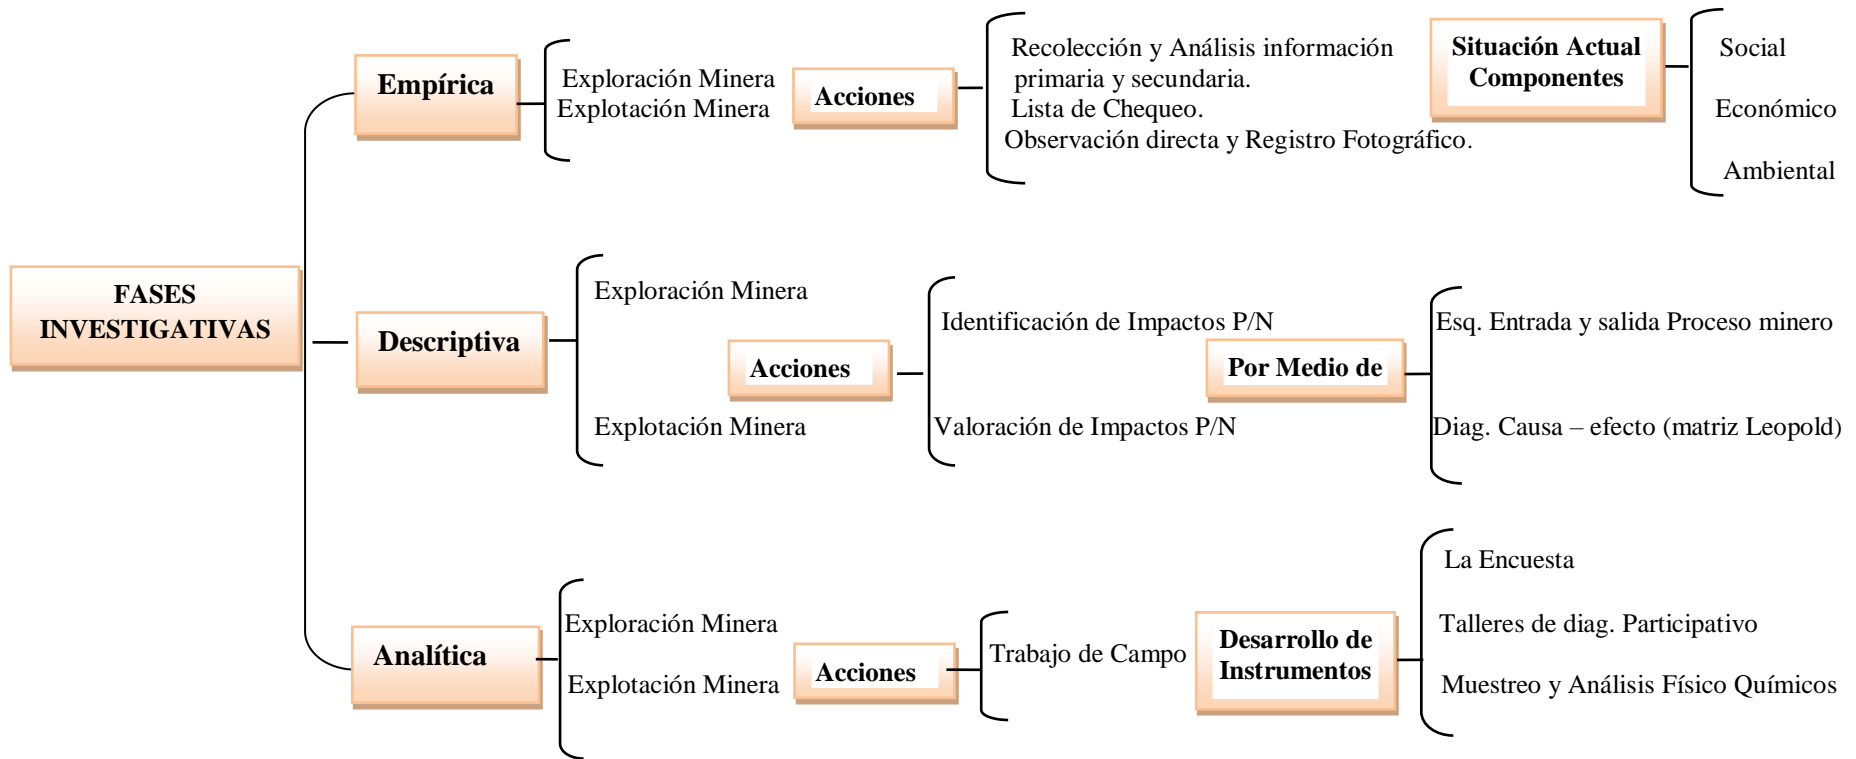 FASES
INVESTIGATIVAS
Empírica
Exploración Minera
Explotación Minera
Acciones
Recolección y Análisis información
primaria y secundaria.
Lista de Chequeo.
Observación directa y Registro Fotográfico.
Situación Actual
Componentes
Social
Económico
Ambiental
Descriptiva
Exploración Minera
Explotación Minera
Acciones
Identificación de Impactos P/N
Valoración de Impactos P/N
Por Medio de
Esq. Entrada y salida Proceso minero
Diag. Causa – efecto (matriz Leopold)
Analítica
Exploración Minera
Explotación Minera
Acciones
Trabajo de Campo
Desarrollo de
Instrumentos
La Encuesta
Talleres de diag. Participativo
Muestreo y Análisis Físico Químicos